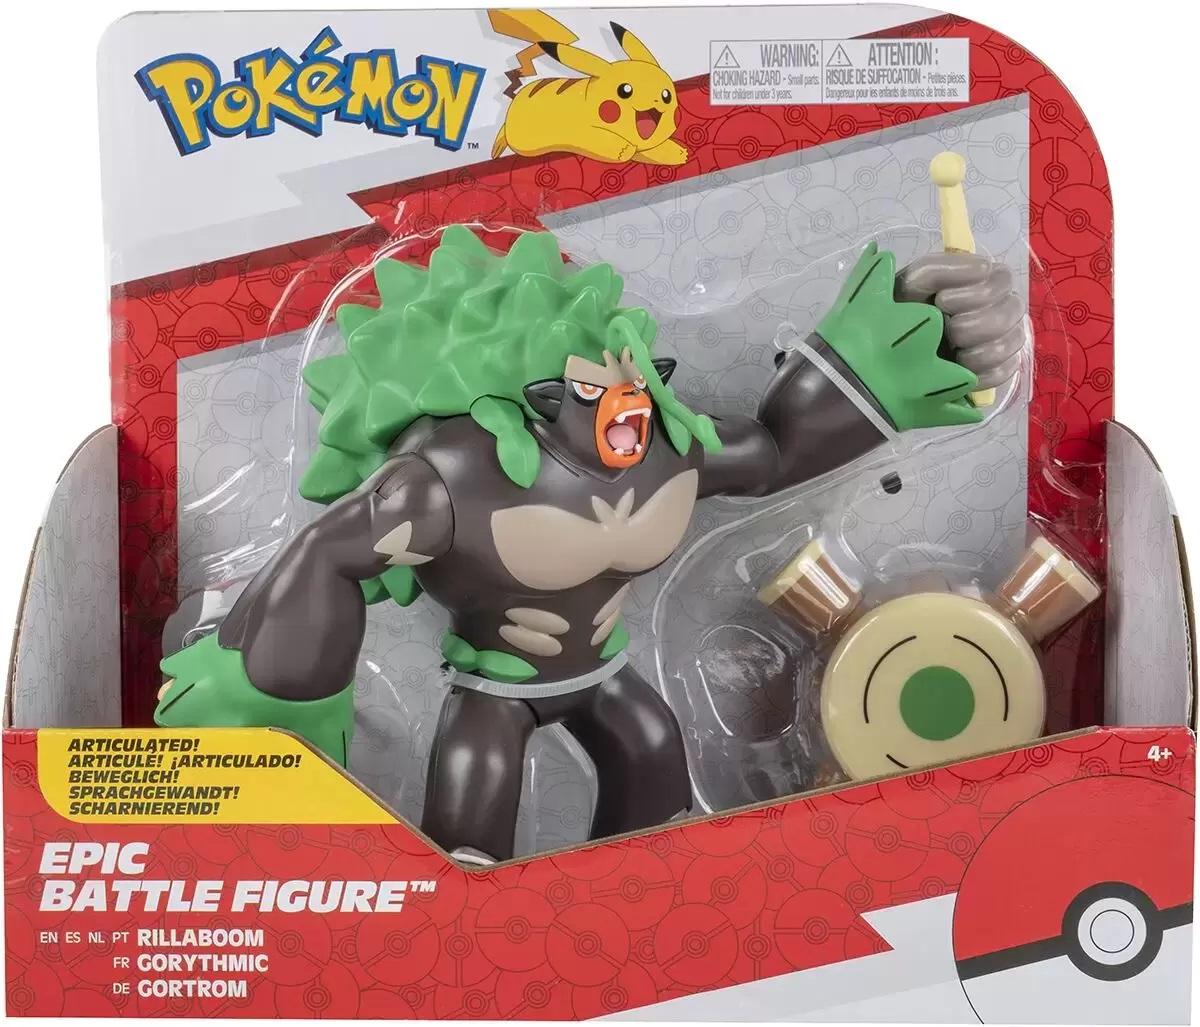 POKéMON™
WARNING:
CHOKING HAZARD - Small parts.
Not for children under 3 years.
ATTENTION :
RISQUE DE SUFFOCATION - Petites pièces.
Dangereux pour les enfants de moins de trois ans.
ARTICULATED!
ARTICULÉ! ¡ARTICULADO!
BEWEGLICH!
SPRACHGEWANDT!
SCHARNIEREND!
4+
EPIC
BATTLE FIGURE™
EN ES NL PT RILLABOOM
FR GORYTHMIC
DE GORTROM